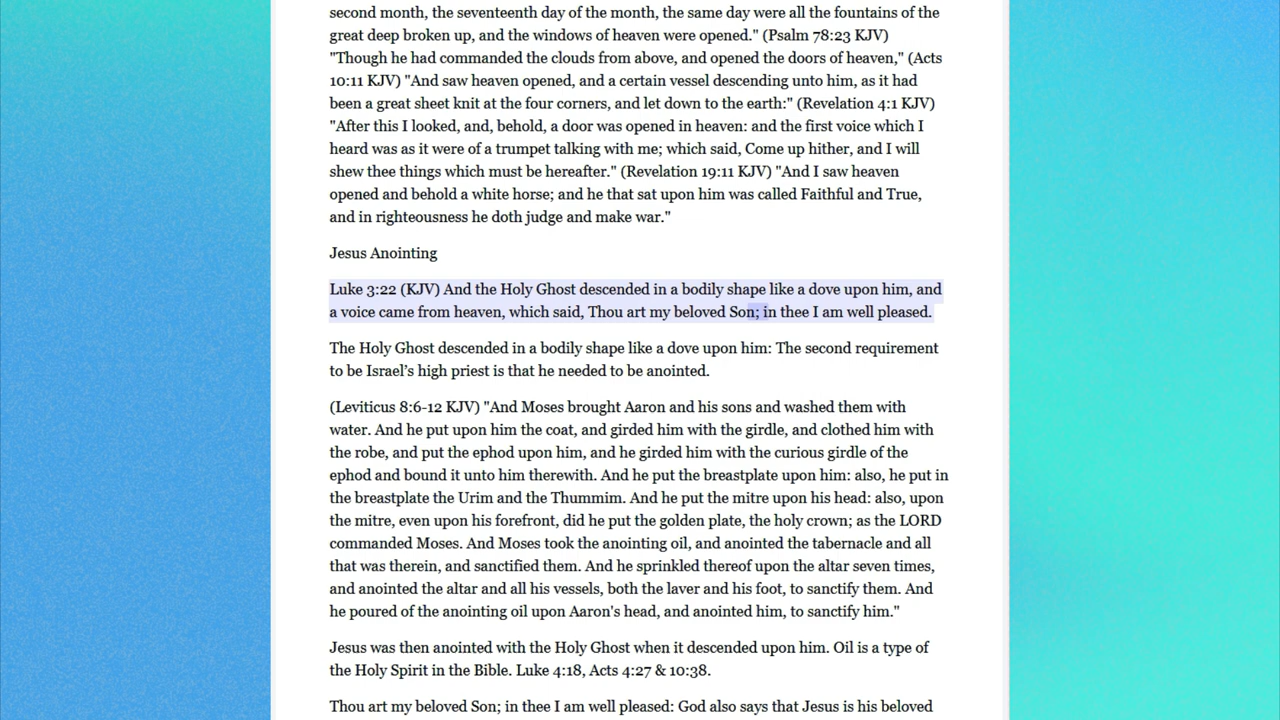 second month, the seventeenth day of the month, the same day were all the fountains of the
great deep broken up, and the windows of heaven were opened." (Psalm 78:23 KJV)
"Though he had commanded the clouds from above, and opened the doors of heaven," (Acts
10:11 KJV) "And saw heaven opened, and a certain vessel descending unto him, as it had
been a great sheet knit at the four corners, and let down to the earth:" (Revelation 4:1 KJV)
"After this I looked, and, behold, a door was opened in heaven: and the first voice which I
heard was as it were of a trumpet talking with me; which said, Come up hither, and I will
shew thee things which must be hereafter." (Revelation 19:11 KJV) "And I saw heaven
opened and behold a white horse; and he that sat upon him was called Faithful and True,
and in righteousness he doth judge and make war."
Jesus Anointing
Luke 3:22 (KJV) And the Holy Ghost descended in a bodily shape like a dove upon him, and
a voice came from heaven, which said, Thou art my beloved Son; in thee I am well pleased.
The Holy Ghost descended in a bodily shape like a dove upon him: The second requirement
to be Israel’s high priest is that he needed to be anointed.
(Leviticus 8:6-12 KJV) "And Moses brought Aaron and his sons and washed them with
water. And he put upon him the coat, and girded him with the girdle, and clothed him with
the robe, and put the ephod upon him, and he girded him with the curious girdle of the
ephod and bound it unto him therewith. And he put the breastplate upon him: also, he put in
the breastplate the Urim and the Thummim. And he put the mitre upon his head: also, upon
the mitre, even upon his forefront, did he put the golden plate, the holy crown; as the LORD
commanded Moses. And Moses took the anointing oil, and anointed the tabernacle and all
that was therein, and sanctified them. And he sprinkled thereof upon the altar seven times,
and anointed the altar and all his vessels, both the laver and his foot, to sanctify them. And
he poured of the anointing oil upon Aaron's head, and anointed him, to sanctify him."
Jesus was then anointed with the Holy Ghost when it descended upon him. Oil is a type of
the Holy Spirit in the Bible. Luke 4:18, Acts 4:27 & 10:38.
Thou art my beloved Son; in thee I am well pleased: God also says that Jesus is his beloved